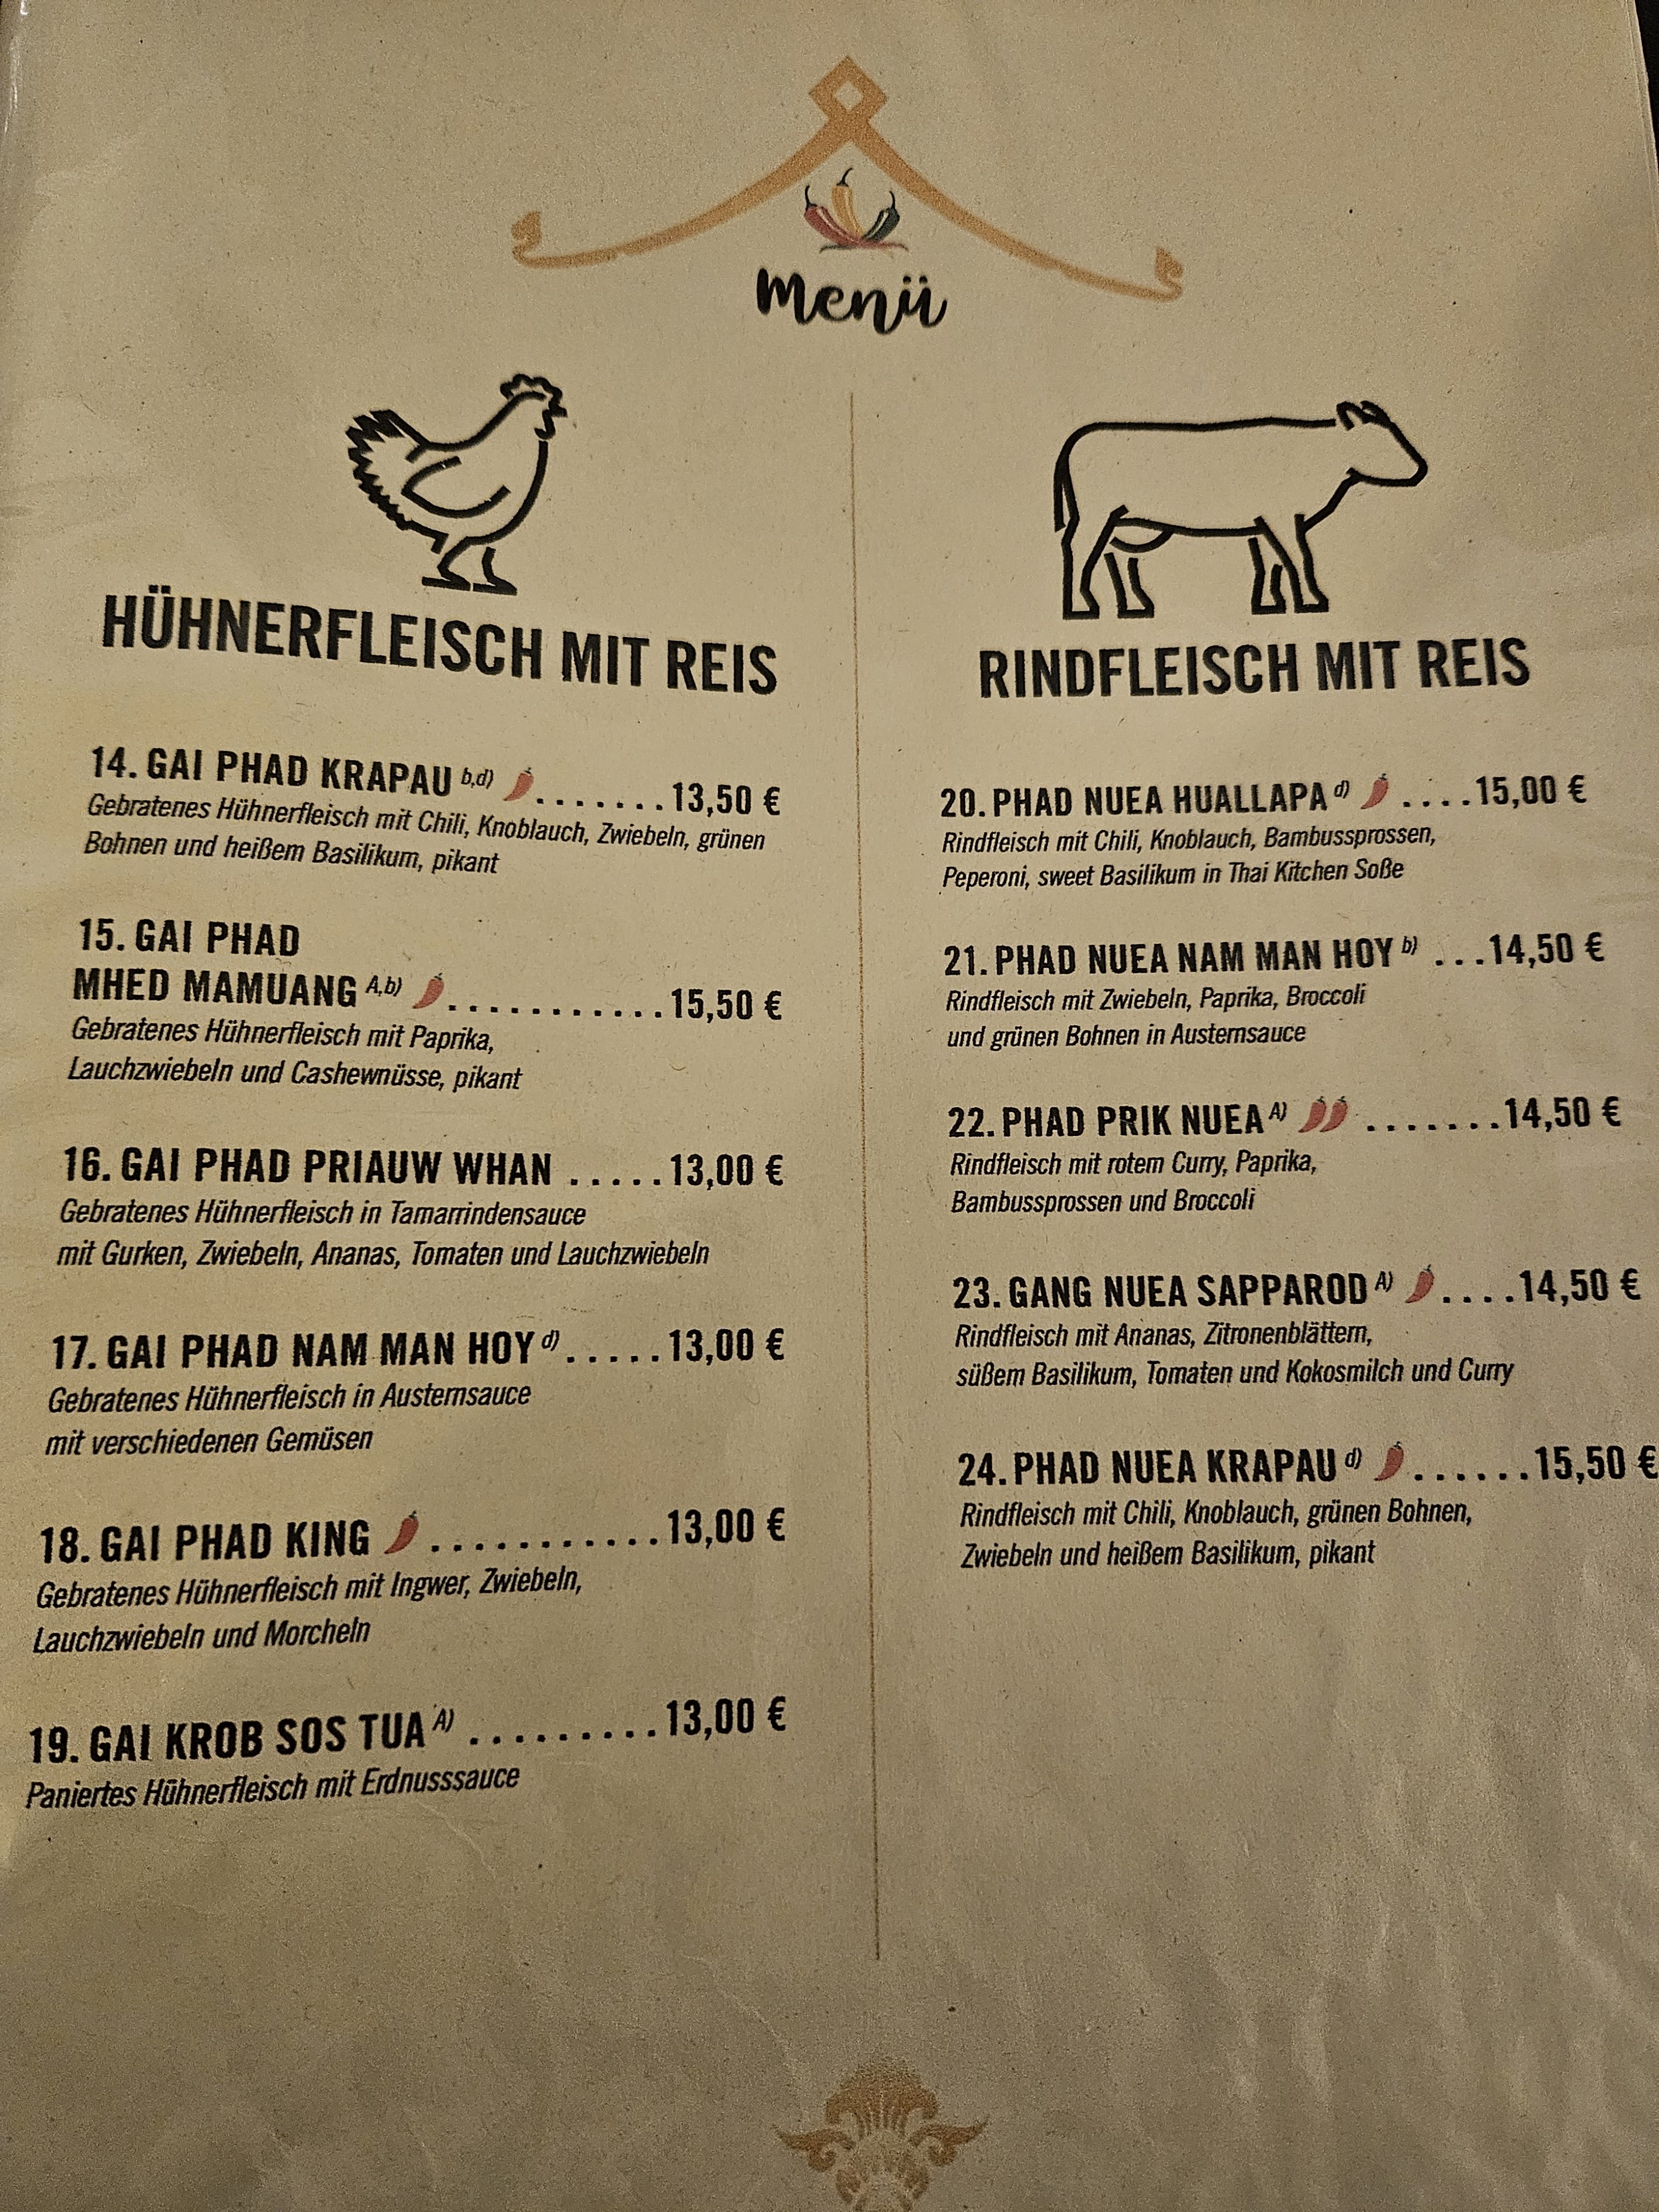 Menü
HÜHNERFLEISCH MIT REIS
14. GAI PHAD KRAPAU b,d) .......13,50 €
Gebratenes Hühnerfleisch mit Chili, Knoblauch, Zwiebeln, grünen
Bohnen und heißem Basilikum, pikant
15. GAI PHAD
MHED MAMUANG A,b) ............15,50 €
Gebratenes Hühnerfleisch mit Paprika,
Lauchzwiebeln und Cashewnüsse, pikant
16. GAI PHAD PRIAUW WHAN .....13,00 €
Gebratenes Hühnerfleisch in Tamarrindensauce
mit Gurken, Zwiebeln, Ananas, Tomaten und Lauchzwiebeln
17. GAI PHAD NAM MAN HOY d).....13,00 €
Gebratenes Hühnerfleisch in Austernsauce
mit verschiedenen Gemüsen
18. GAI PHAD KING ............13,00 €
Gebratenes Hühnerfleisch mit Ingwer, Zwiebeln,
Lauchzwiebeln und Morcheln
19. GAI KROB SOS TUA A) .........13,00 €
Paniertes Hühnerfleisch mit Erdnusssauce
RINDFLEISCH MIT REIS
20. PHAD NUEA HUALLAPA d) ....15,00 €
Rindfleisch mit Chili, Knoblauch, Bambussprossen,
Peperoni, sweet Basilikum in Thai Kitchen Soße
21. PHAD NUEA NAM MAN HOY b) ...14,50 €
Rindfleisch mit Zwiebeln, Paprika, Broccoli
und grünen Bohnen in Austernsauce
22. PHAD PRIK NUEA A) .......14,50 €
Rindfleisch mit rotem Curry, Paprika,
Bambussprossen und Broccoli
23. GANG NUEA SAPPAROD A) ....14,50 €
Rindfleisch mit Ananas, Zitronenblättern,
süßem Basilikum, Tomaten und Kokosmilch und Curry
24. PHAD NUEA KRAPAU d) ......15,50 €
Rindfleisch mit Chili, Knoblauch, grünen Bohnen,
Zwiebeln und heißem Basilikum, pikant